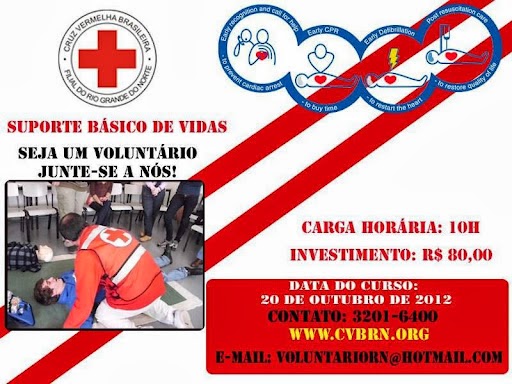 CRUZ VERMELHA BRASILEIRA
FILIAL DO RIO GRANDE DO NORTE
Early recognition and call for help
- to prevent cardiac arrest
Early CPR
- to buy time
Early Defibrillation
- to restart the heart
Post resuscitation care
- to restore quality of life
SUPORTE BÁSICO DE VIDAS
SEJA UM VOLUNTÁRIO
JUNTE-SE A NÓS!
CARGA HORÁRIA: 10H
INVESTIMENTO: R$ 80,00
DATA DO CURSO:
20 DE OUTUBRO DE 2012
CONTATO: 3201-6400
WWW.CVBRN.ORG
E-MAIL: VOLUNTARIORN@HOTMAIL.COM